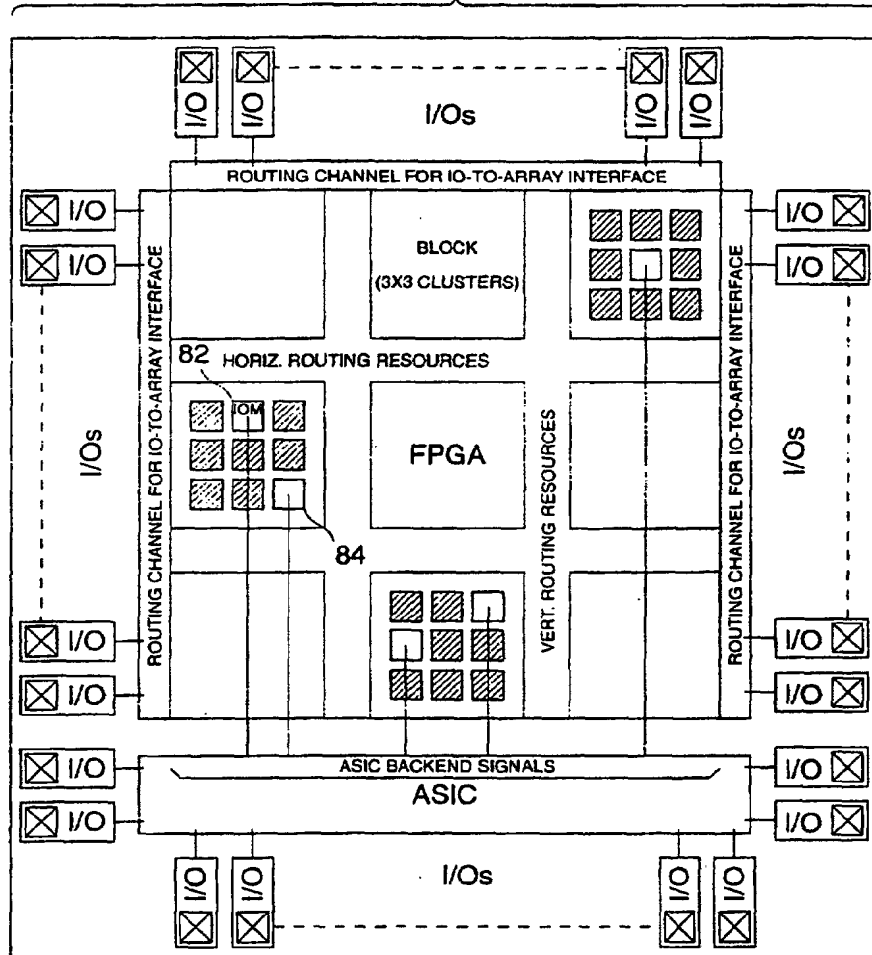 I/O I/O I/O I/O
I/Os
ROUTING CHANNEL FOR IO-TO-ARRAY INTERFACE
I/O I/O
I/O I/O
ROUTING CHANNEL FOR IO-TO-ARRAY INTERFACE
ROUTING CHANNEL FOR IO-TO-ARRAY INTERFACE
BLOCK
(3X3 CLUSTERS)
82 HORIZ. ROUTING RESOURCES
IOM
I/Os
FPGA
VERT. ROUTING RESOURCES
I/Os
84
I/O I/O
I/O I/O
I/O ASIC BACKEND SIGNALS I/O
ASIC
I/O I/O
I/O I/O I/O I/O
I/Os